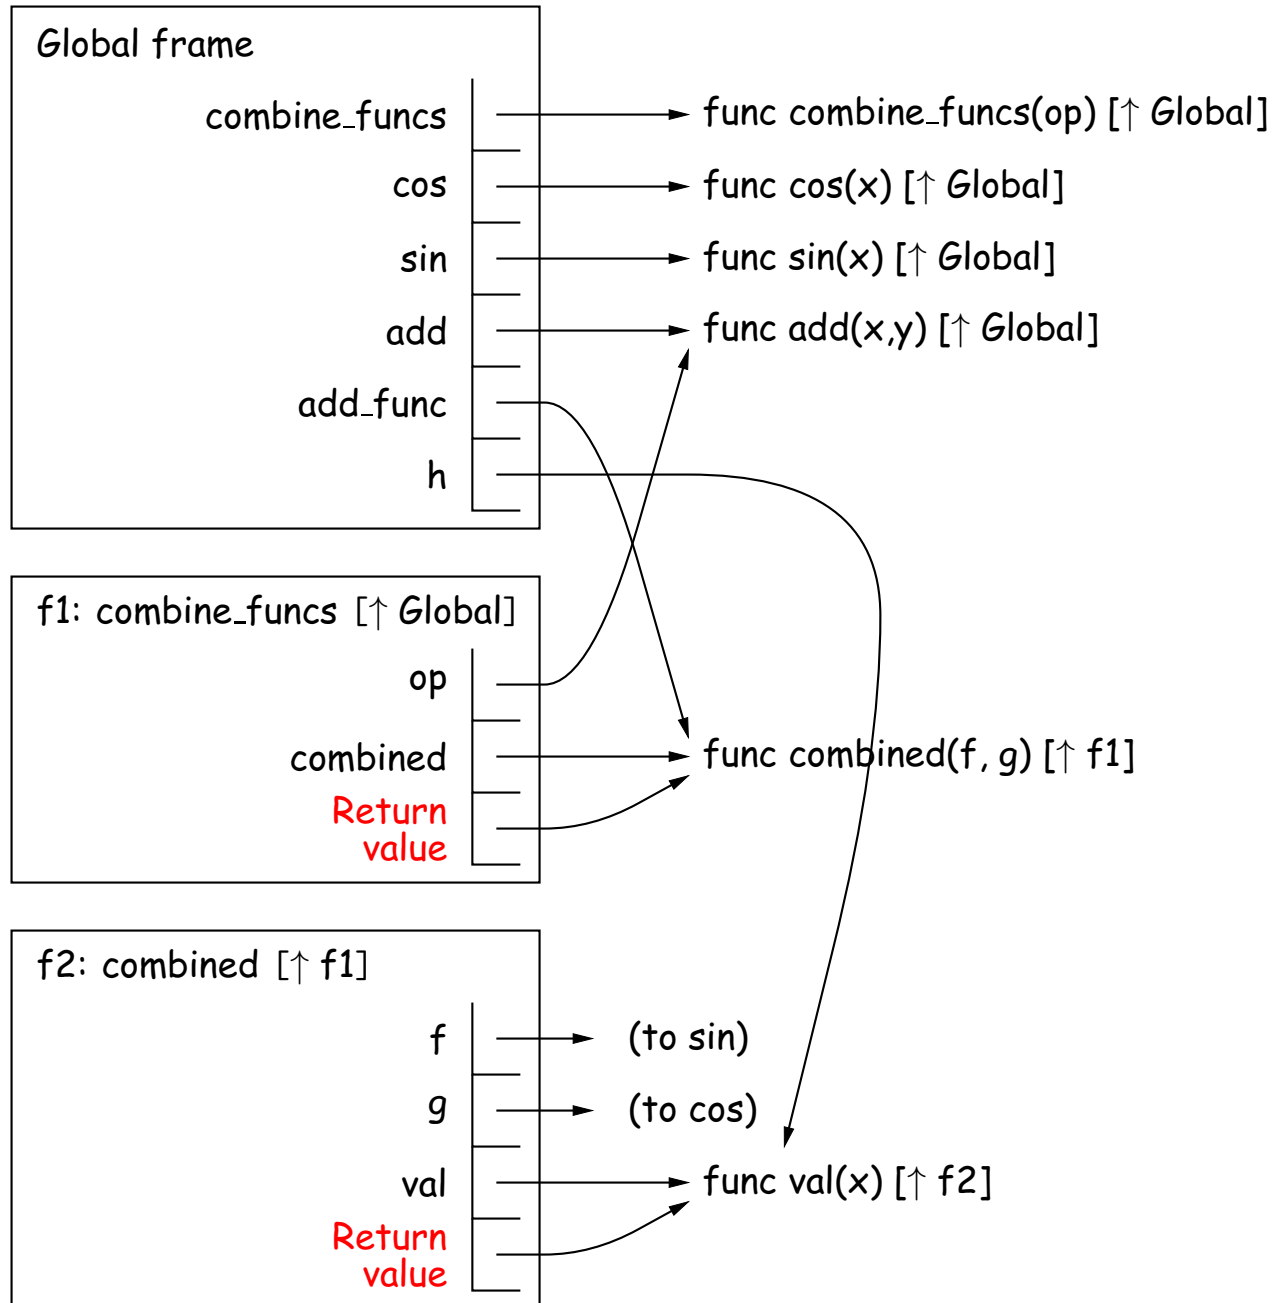 Global frame
combine_funcs
func combine_funcs(op) [↑ Global]
cos
func cos(x) [↑ Global]
sin
func sin(x) [↑ Global]
add
func add(x,y) [↑ Global]
add_func
h
f1: combine_funcs [↑ Global]
op
combined
func combined(f, g) [↑ f1]
Return
value
f2: combined [↑ f1]
f
(to sin)
g
(to cos)
val
func val(x) [↑ f2]
Return
value